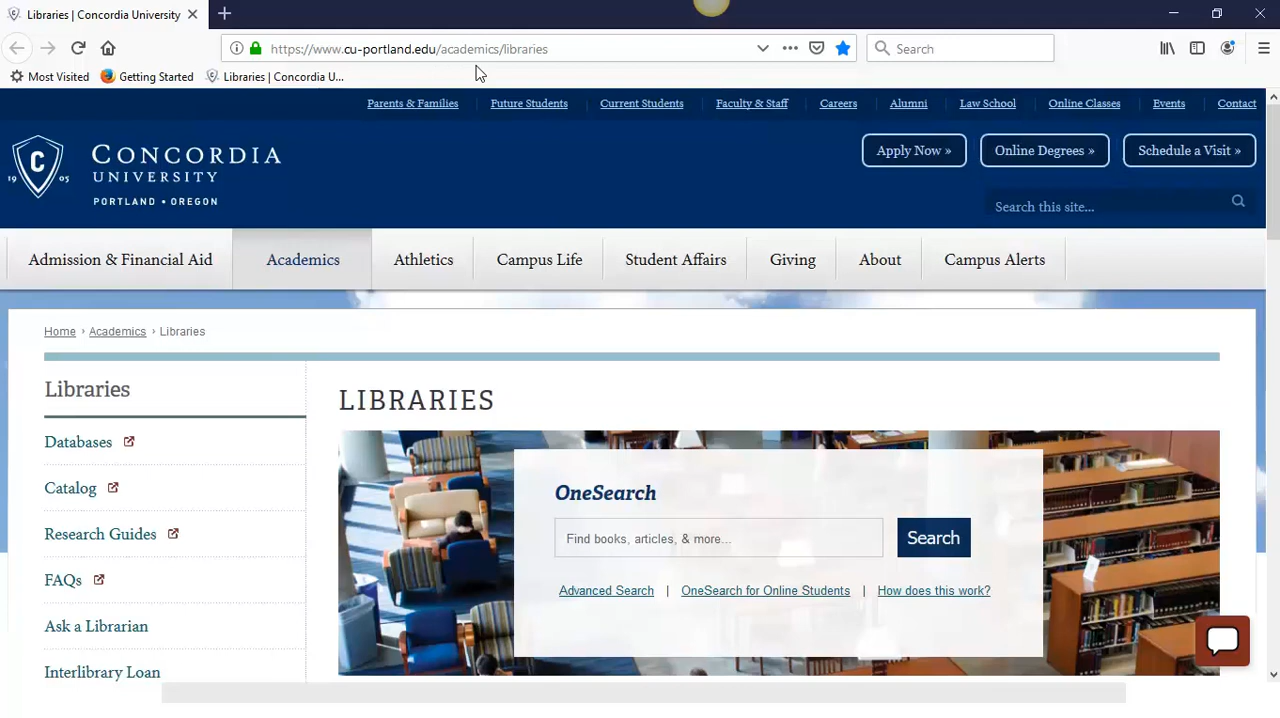 Libraries | Concordia University
https://www.cu-portland.edu/academics/libraries
Search
Most Visited
Getting Started
Libraries | Concordia U...
Parents & Families
Future Students
Current Students
Faculty & Staff
Careers
Alumni
Law School
Online Classes
Events
Contact
C
19 05
CONCORDIA
UNIVERSITY
PORTLAND • OREGON
Apply Now »
Online Degrees »
Schedule a Visit »
Search this site...
Admission & Financial Aid
Academics
Athletics
Campus Life
Student Affairs
Giving
About
Campus Alerts
Home › Academics › Libraries
Libraries
Databases
Catalog
Research Guides
FAQs
Ask a Librarian
Interlibrary Loan
LIBRARIES
OneSearch
Find books, articles, & more...
Search
Advanced Search | OneSearch for Online Students | How does this work?